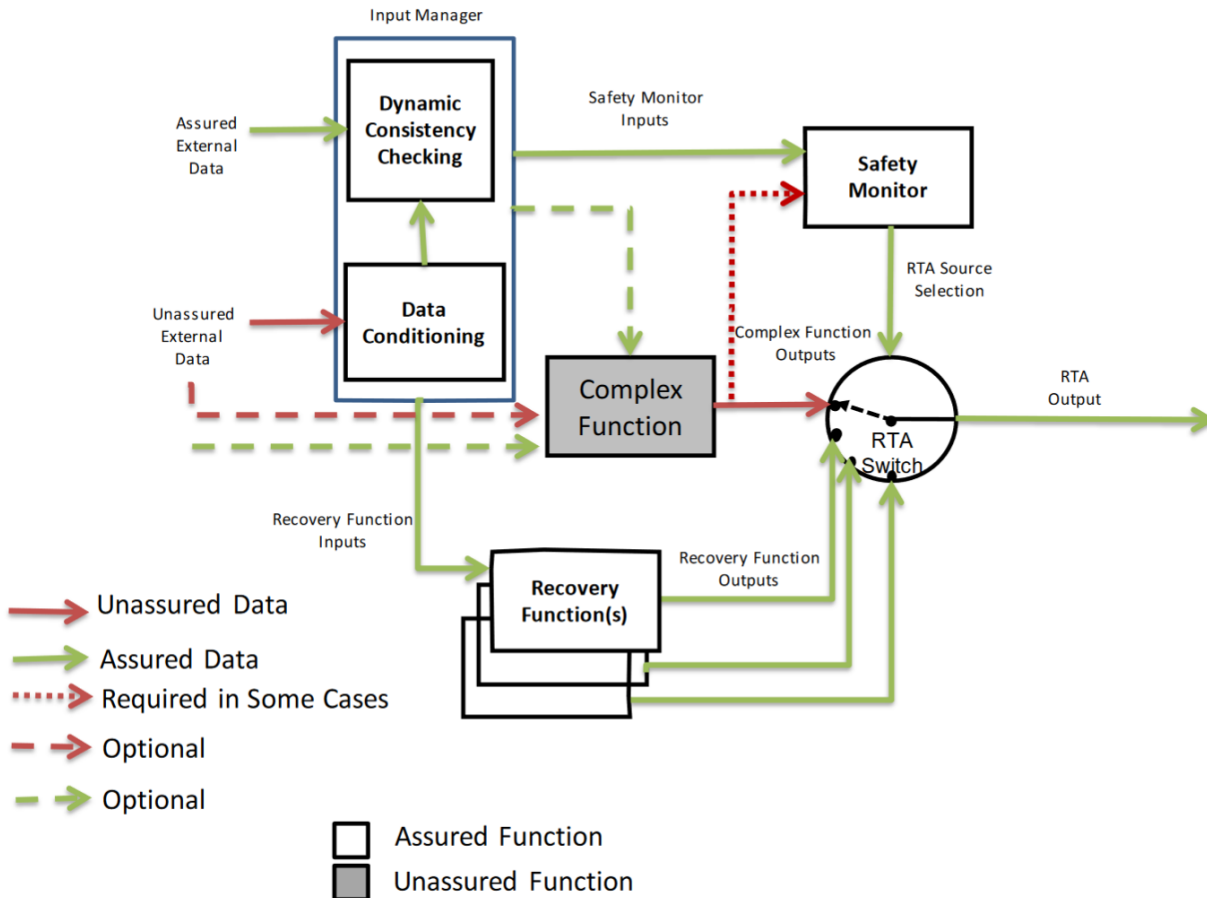 Input Manager
Dynamic
Consistency
Checking
Assured
External
Data
Safety Monitor
Inputs
Safety
Monitor
Unassured
External
Data
Data
Conditioning
RTA Source
Selection
Complex Function
Outputs
Complex
Function
RTA
Output
RTA
Switch
Recovery Function
Inputs
Recovery
Function(s)
Recovery Function
Outputs
Unassured Data
Assured Data
Required in Some Cases
Optional
Optional
Assured Function
Unassured Function